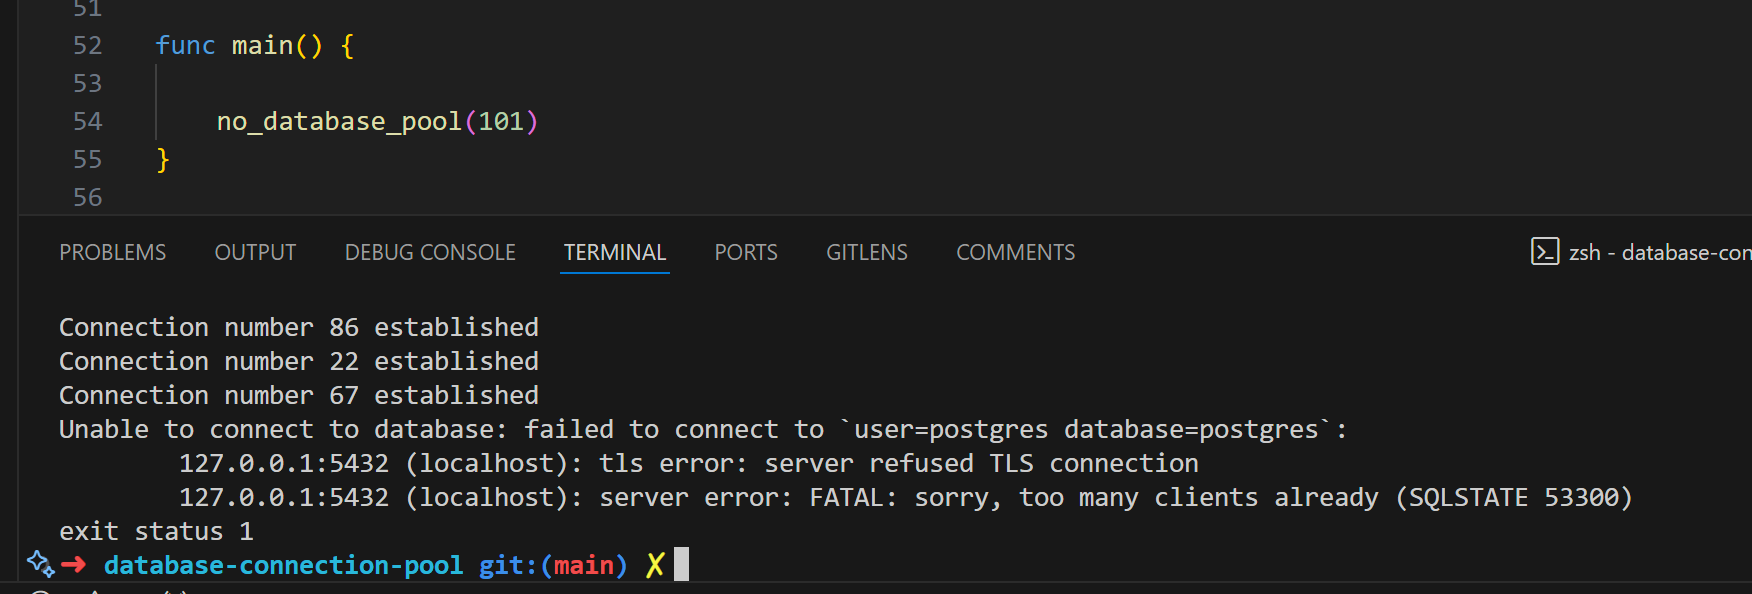 51
52 func main() {
53
54 no_database_pool(101)
55 }
56
PROBLEMS OUTPUT DEBUG CONSOLE TERMINAL PORTS GITLENS COMMENTS zsh - database-con
Connection number 86 established
Connection number 22 established
Connection number 67 established
Unable to connect to database: failed to connect to `user=postgres database=postgres`:
127.0.0.1:5432 (localhost): tls error: server refused TLS connection
127.0.0.1:5432 (localhost): server error: FATAL: sorry, too many clients already (SQLSTATE 53300)
exit status 1
➜ database-connection-pool git:(main) ✗